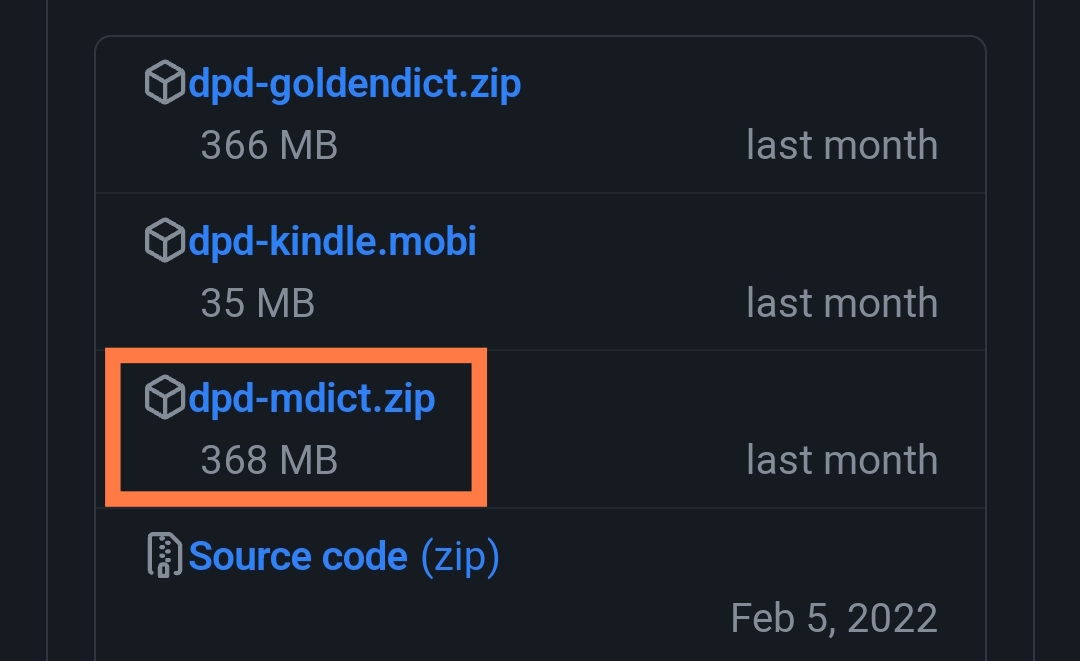 dpd-goldendict.zip
366 MB last month
dpd-kindle.mobi
35 MB last month
dpd-mdict.zip
368 MB last month
Source code (zip)
Feb 5, 2022